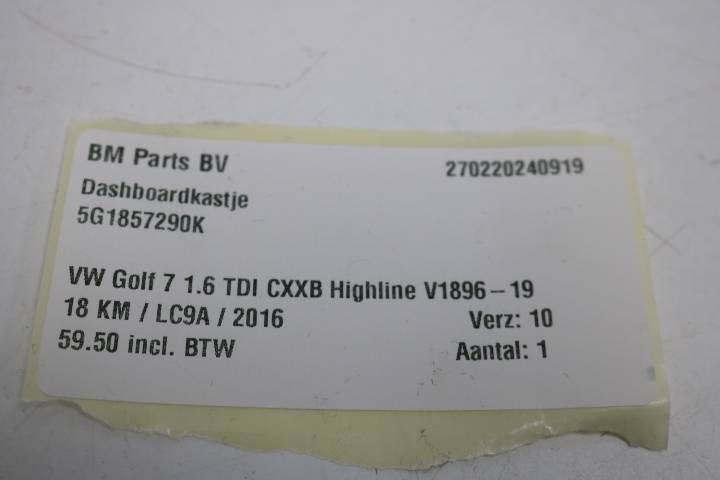 BM Parts BV 270220240919
Dashboardkastje
5G1857290K
VW Golf 7 1.6 TDI CXXB Highline V1896-19
18 KM / LC9A / 2016 Verz: 10
59.50 incl. BTW Aantal: 1